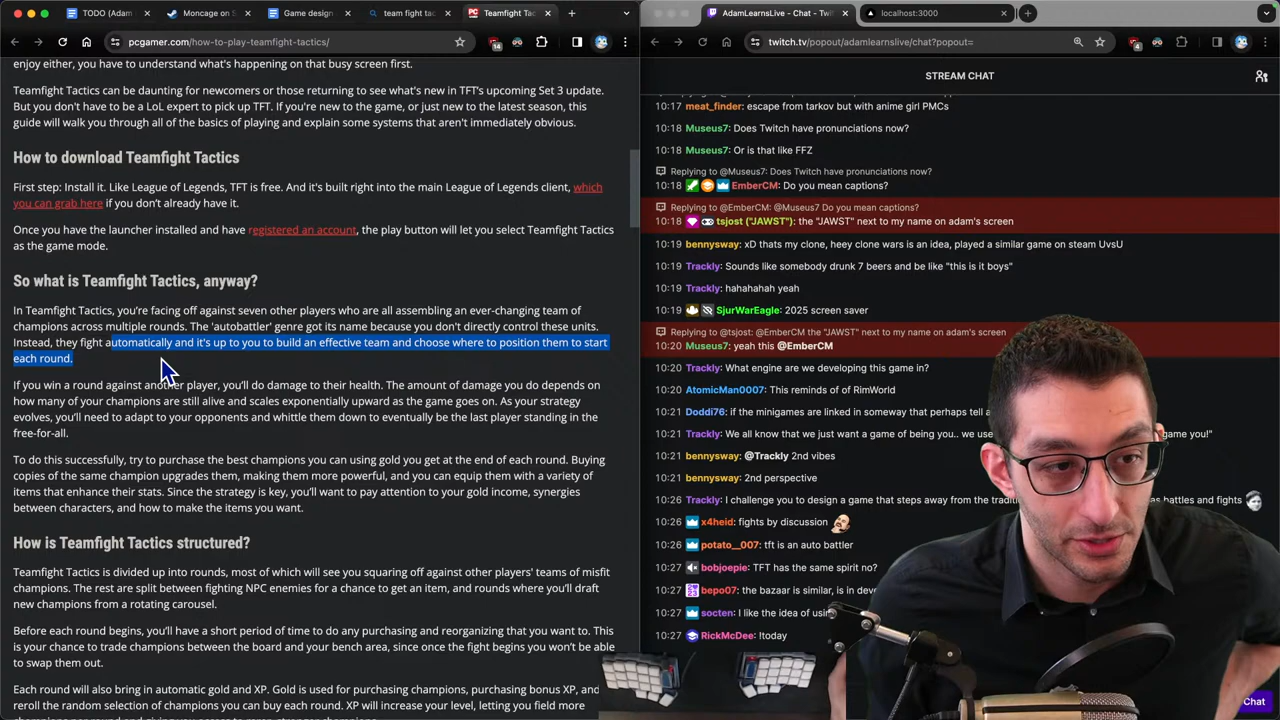 TODO (Adam
Moncage on S
Game design
team fight tac
Teamfight Tac
AdamLearnsLive - Chat - Twi
localhost:3000
pcgamer.com/how-to-play-teamfight-tactics/
14
twitch.tv/popout/adamlearnslive/chat?popout=
4
enjoy either, you have to understand what's happening on that busy screen first.
Teamfight Tactics can be daunting for newcomers or those returning to see what's new in TFT's upcoming Set 3 update.
But you don't have to be a LoL expert to pick up TFT. If you're new to the game, or just new to the latest season, this
guide will walk you through all of the basics of playing and explain some systems that aren't immediately obvious.
How to download Teamfight Tactics
First step: Install it. Like League of Legends, TFT is free. And it's built right into the main League of Legends client, which
you can grab here if you don't already have it.
Once you have the launcher installed and have registered an account, the play button will let you select Teamfight Tactics
as the game mode.
So what is Teamfight Tactics, anyway?
In Teamfight Tactics, you're facing off against seven other players who are all assembling an ever-changing team of
champions across multiple rounds. The 'autobattler' genre got its name because you don't directly control these units.
Instead, they fight automatically and it's up to you to build an effective team and choose where to position them to start
each round.
If you win a round against another player, you'll do damage to their health. The amount of damage you do depends on
how many of your champions are still alive and scales exponentially upward as the game goes on. As your strategy
evolves, you'll need to adapt to your opponents and whittle them down to eventually be the last player standing in the
free-for-all.
To do this successfully, try to purchase the best champions you can using gold you get at the end of each round. Buying
copies of the same champion upgrades them, making them more powerful, and you can equip them with a variety of
items that enhance their stats. Since the strategy is key, you'll want to pay attention to your gold income, synergies
between characters, and how to make the items you want.
How is Teamfight Tactics structured?
Teamfight Tactics is divided up into rounds, most of which will see you squaring off against other players' teams of misfit
champions. The rest are split between fighting NPC enemies for a chance to get an item, and rounds where you'll draft
new champions from a rotating carousel.
Before each round begins, you'll have a short period of time to do any purchasing and reorganizing that you want to. This
is your chance to trade champions between the board and your bench area, since once the fight begins you won't be able
to swap them out.
Each round will also bring in automatic gold and XP. Gold is used for purchasing champions, purchasing bonus XP, and
reroll the random selection of champions you can buy each round. XP will increase your level, letting you field more
STREAM CHAT
10:17 meat_finder: escape from tarkov but with anime girl PMCs
10:18 Museus7: Does Twitch have pronunciations now?
10:18 Museus7: Or is that like FFZ
Replying to @Museus7: Does Twitch have pronunciations now?
10:18 EmberCM: Do you mean captions?
Replying to @EmberCM: @Museus7 Do you mean captions?
10:18 tsjost ("JAWST"): the "JAWST" next to my name on adam's screen
10:19 bennysway: xD thats my clone, heey clone wars is an idea, played a similar game on steam UvsU
10:19 Trackly: Sounds like somebody drunk 7 beers and be like "this is it boys"
10:19 Trackly: hahahahah yeah
10:19 SjurWarEagle: 2025 screen saver
Replying to @tsjost: @EmberCM the "JAWST" next to my name on adam's screen
10:20 Museus7: yeah this @EmberCM
10:20 Trackly: What engine are we developing this game in?
10:20 AtomicMan0007: This reminds of of RimWorld
10:21 Doddi76: if the minigames are linked in someway that perhaps tell a
10:21 Trackly: We all know that we just want a game of being you.. we use game you!"
10:21 bennysway: @Trackly 2nd vibes
10:21 bennysway: 2nd perspective
10:26 Trackly: I challenge you to design a game that steps away from the tradit as battles and fights
10:26 x4heid: fights by discussion
10:26 potato__007: tft is an auto battler
10:27 bobjoepie: TFT has the same spirit no?
10:27 bepo07: the bazaar is similar, is in deve
10:27 socten: I like the idea of usin
10:27 RickMcDee: !today
Chat